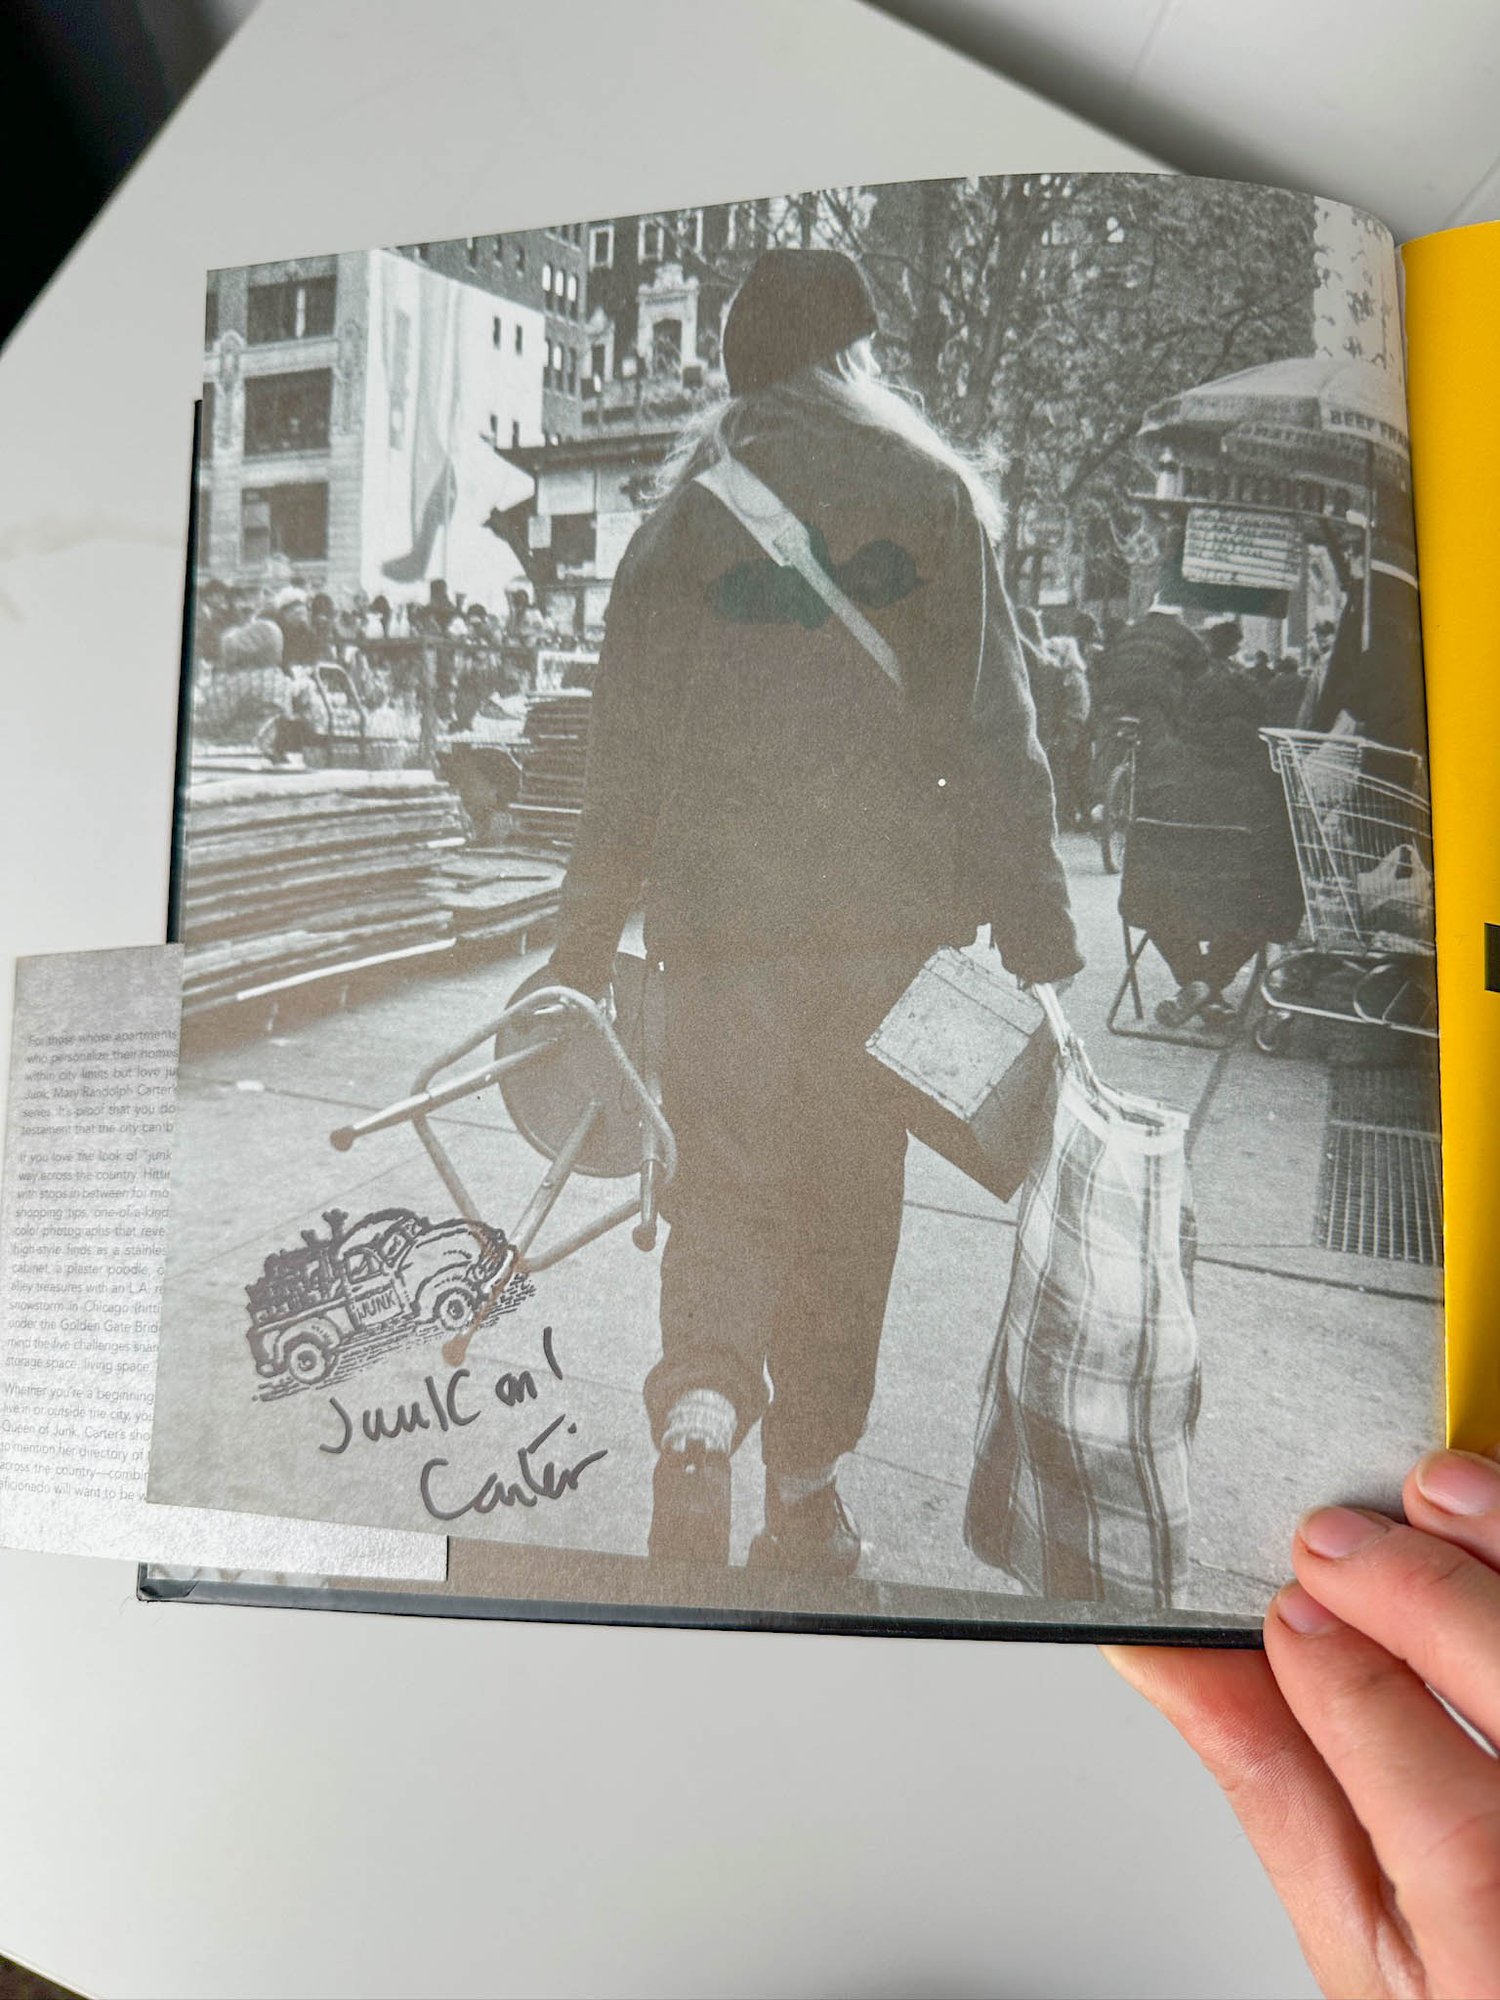 For those whose apartments
who personalize their homes
within city limits but love ju
Junk, Mary Randolph Carter's
series. It's proof that you do
testament that the city can b
If you love the look of "junk
way across the country. Hittin
with stops in between for mo
shopping tips, one-of-a-kind
color photographs that reve
high-style finds as a stainles
cabinet, a plaster poodle, o
alley treasures with an L.A. re
snowstorm in Chicago (hitti
under the Golden Gate Brid
mind the five challenges shar
storage space, living space,
Whether you're a beginning
live in or outside the city, you
Queen of Junk, Carter's sho
to mention her directory of
across the country—combin
aficionado will want to be w
BEEF FRA
JUNK
Junk on!
Carter